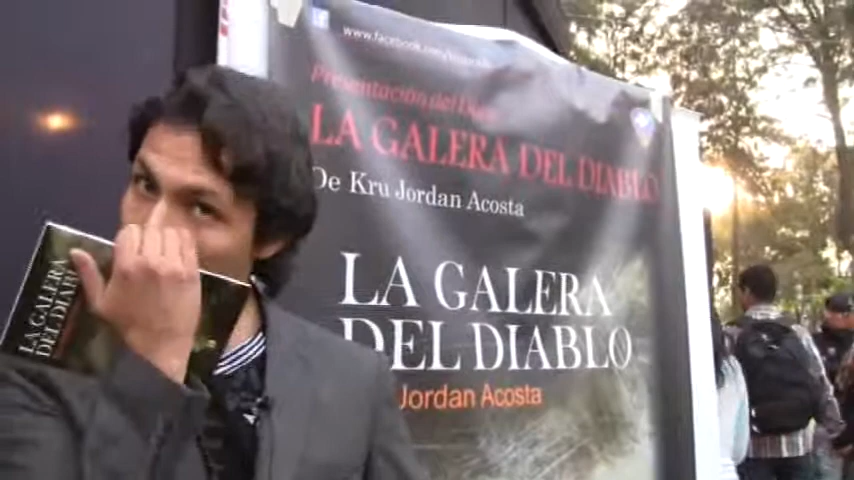 www.facebook.com/
Presentación del
LA GALERA DEL DIABLO
De Kru Jordan Acosta
LA GALERA
DEL DIABLO
Jordan Acosta
LA GALERA
DEL DIABLO